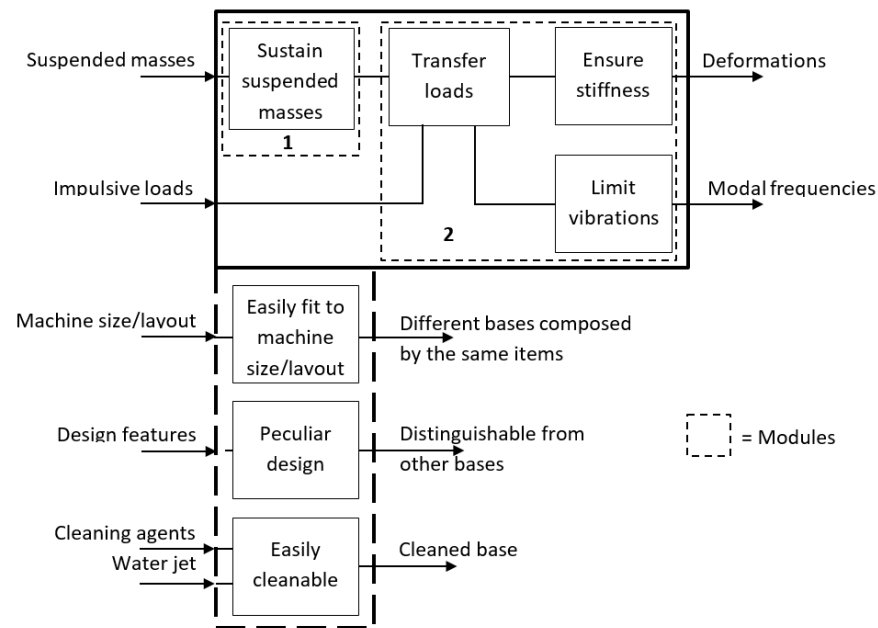 Suspended masses
Sustain
suspended
masses
1
Transfer
loads
Ensure
stiffness
Deformations
Impulsive loads
2
Limit
vibrations
Modal frequencies
Machine size/lavout
Easily fit to
machine
size/lavout
Different bases composed
by the same items
Design features
Peculiar
design
Distinguishable from
other bases
= Modules
Cleaning agents
Water jet
Easily
cleanable
Cleaned base